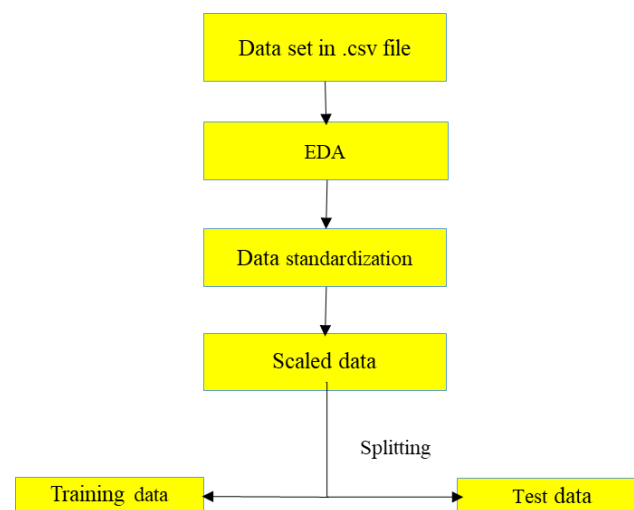 Data set in .csv file
EDA
Data standardization
Scaled data
Splitting
Training data
Test data